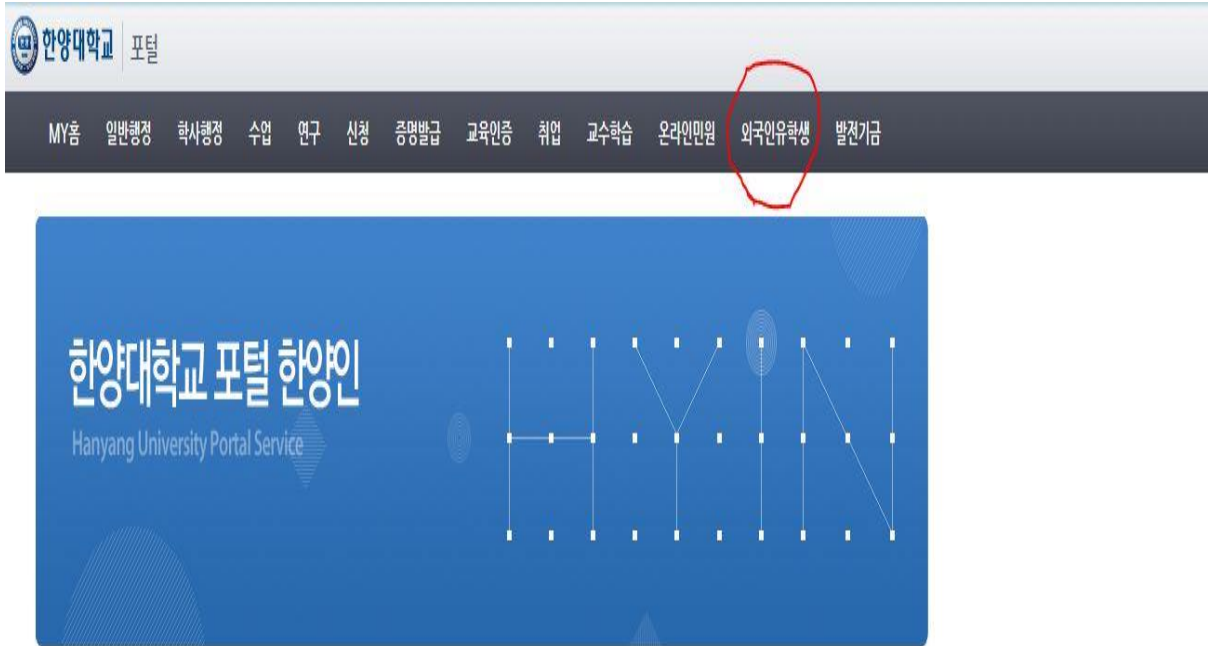 한양대학교 포털
MY홈 일반행정 학사행정 수업 연구 신청 증명발급 교육인증 취업 교수학습 온라인민원 외국인유학생 발전기금
한양대학교 포털 한양인
Hanyang University Portal Service